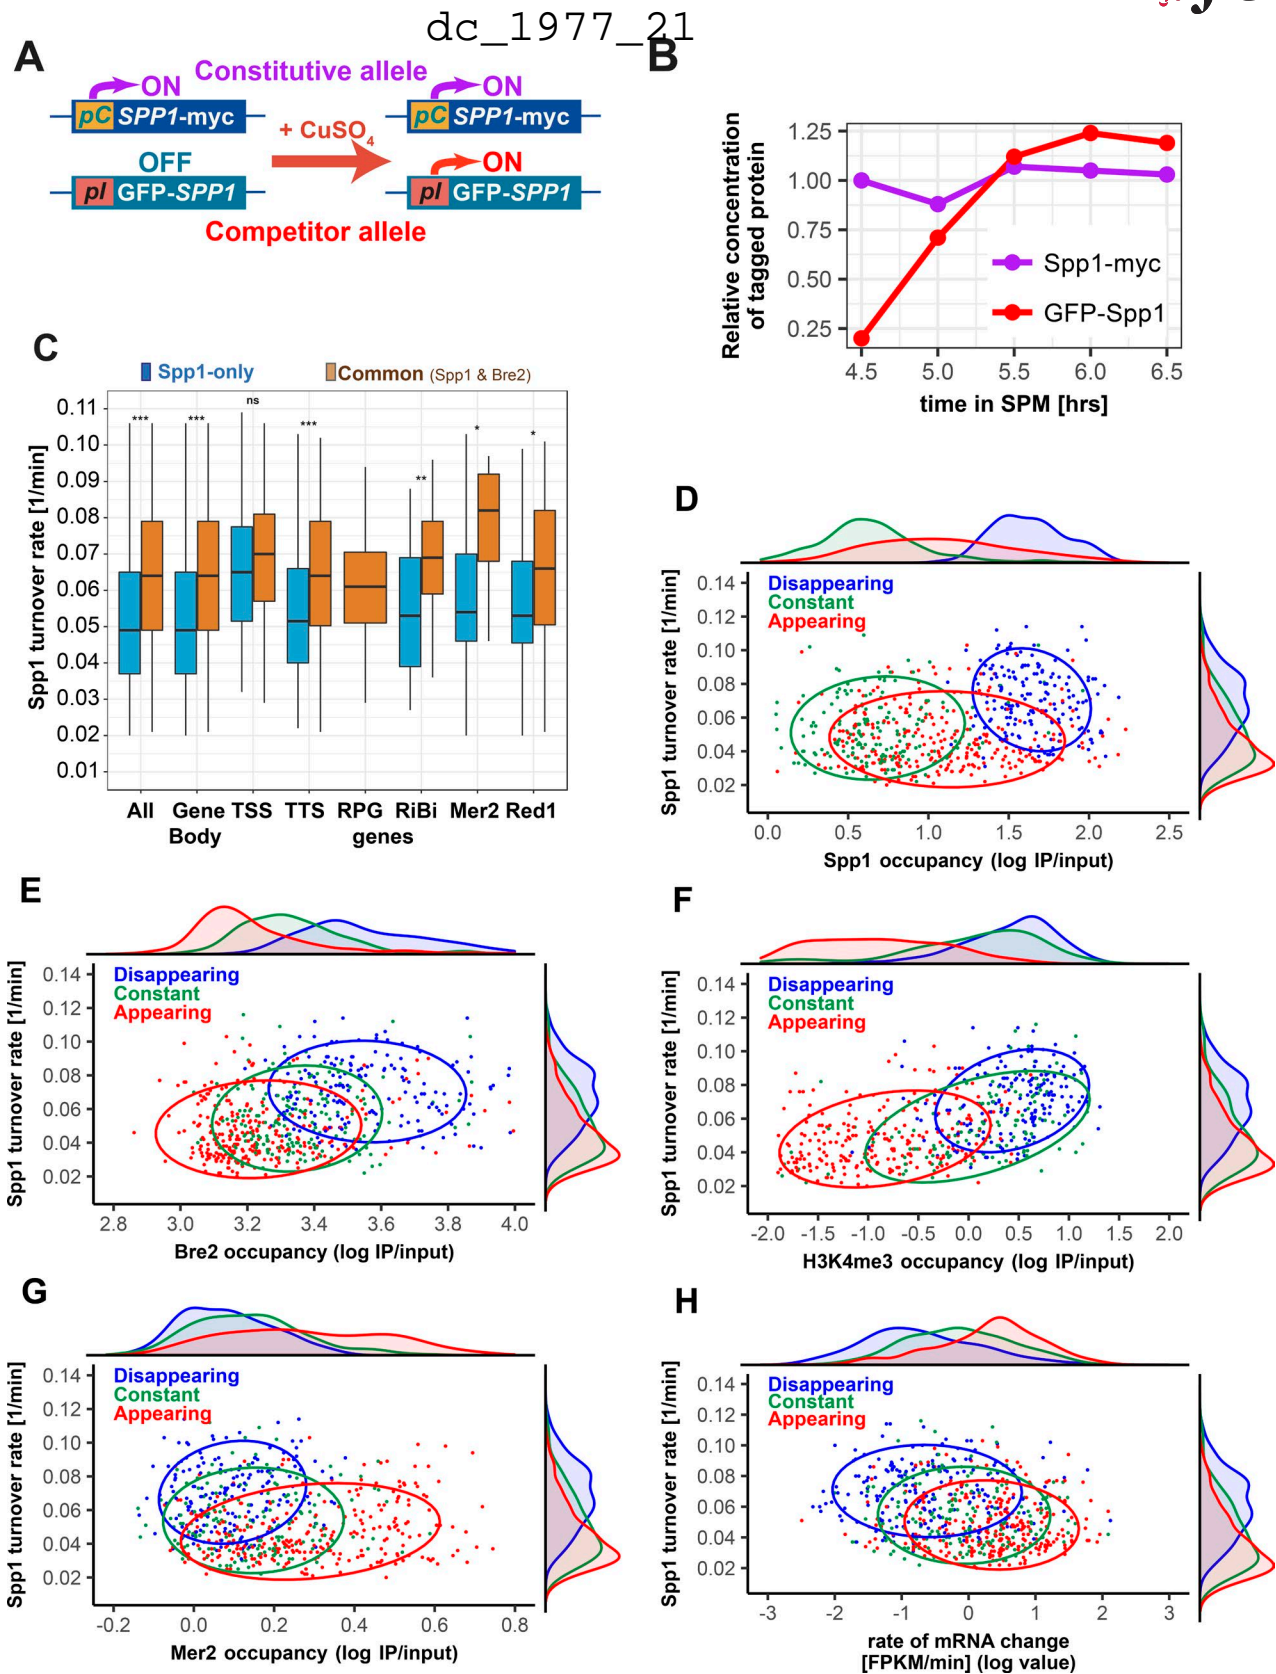 dc_1977_21
A
Constitutive allele
ON
ON
pC SPP1-myc
pC SPP1-myc
+ CuSO4
OFF
ON
pI GFP-SPP1
pI GFP-SPP1
Competitor allele
B
Relative concentration
of tagged protein
1.25
1.00
0.75
0.50
0.25
Spp1-myc
GFP-Spp1
4.5 5.0 5.5 6.0 6.5
time in SPM [hrs]
C
Spp1-only
Common (Spp1 & Bre2)
Spp1 turnover rate [1/min]
0.11
0.10
0.09
0.08
0.07
0.06
0.05
0.04
0.03
0.02
0.01
*** *** ns *** ** * *
All Gene TSS TTS RPG RiBi Mer2 Red1
Body genes
D
Disappearing
Constant
Appearing
Spp1 turnover rate [1/min]
0.14
0.12
0.10
0.08
0.06
0.04
0.02
0.0 0.5 1.0 1.5 2.0 2.5
Spp1 occupancy (log IP/input)
E
Disappearing
Constant
Appearing
Spp1 turnover rate [1/min]
0.14
0.12
0.10
0.08
0.06
0.04
0.02
2.8 3.0 3.2 3.4 3.6 3.8 4.0
Bre2 occupancy (log IP/input)
F
Disappearing
Constant
Appearing
Spp1 turnover rate [1/min]
0.14
0.12
0.10
0.08
0.06
0.04
0.02
-2.0 -1.5 -1.0 -0.5 0.0 0.5 1.0 1.5 2.0
H3K4me3 occupancy (log IP/input)
G
Disappearing
Constant
Appearing
Spp1 turnover rate [1/min]
0.14
0.12
0.10
0.08
0.06
0.04
0.02
-0.2 0.0 0.2 0.4 0.6 0.8
Mer2 occupancy (log IP/input)
H
Disappearing
Constant
Appearing
Spp1 turnover rate [1/min]
0.14
0.12
0.10
0.08
0.06
0.04
0.02
-3 -2 -1 0 1 2 3
rate of mRNA change
[FPKM/min] (log value)